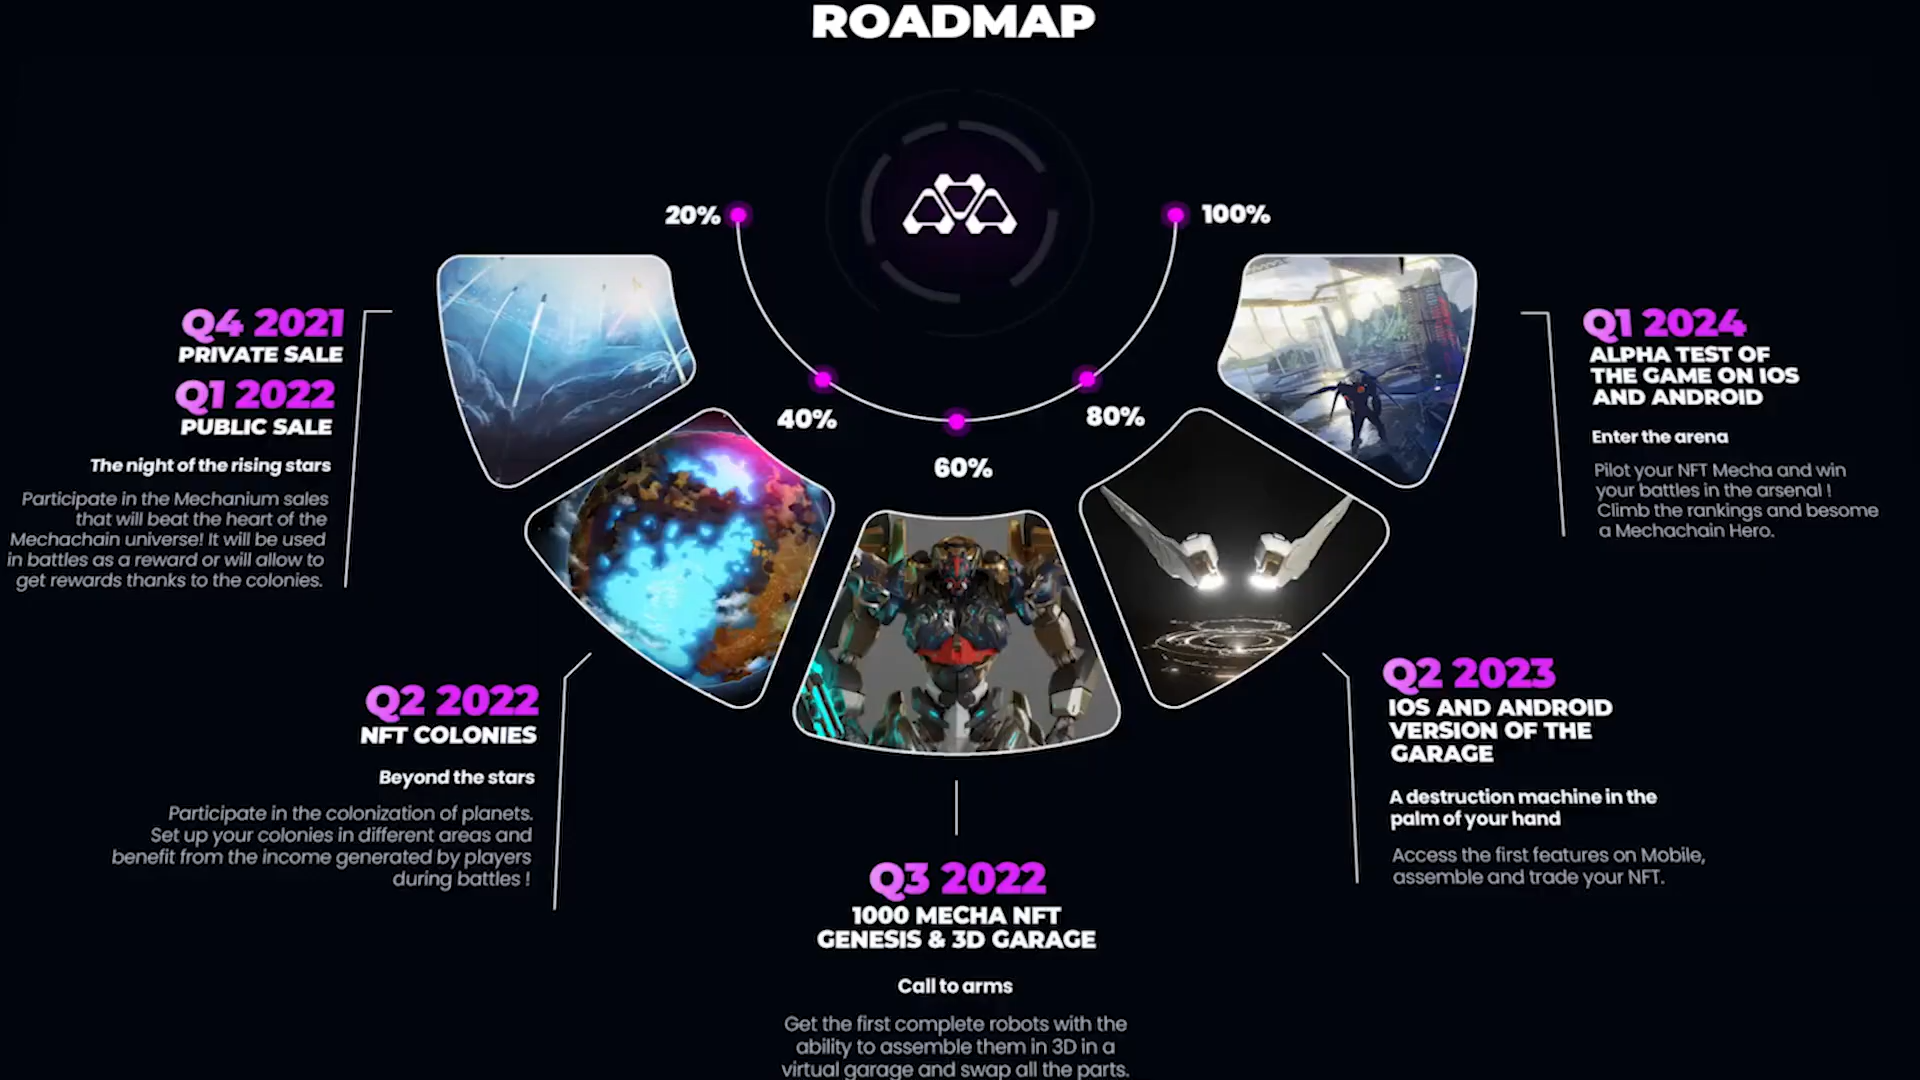 ROADMAP
20%
100%
40%
80%
60%
Q4 2021
PRIVATE SALE
Q1 2022
PUBLIC SALE
The night of the rising stars
Participate in the Mechanium sales
that will beat the heart of the
Mechachain universe! It will be used
in battles as a reward or will allow to
get rewards thanks to the colonies.
Q2 2022
NFT COLONIES
Beyond the stars
Participate in the colonization of planets.
Set up your colonies in different areas and
benefit from the income generated by players
during battles !
Q3 2022
1000 MECHA NFT
GENESIS & 3D GARAGE
Call to arms
Get the first complete robots with the
ability to assemble them in 3D in a
virtual garage and swap all the parts.
Q2 2023
IOS AND ANDROID
VERSION OF THE
GARAGE
A destruction machine in the
palm of your hand
Access the first features on Mobile,
assemble and trade your NFT.
Q1 2024
ALPHA TEST OF
THE GAME ON IOS
AND ANDROID
Enter the arena
Pilot your NFT Mecha and win
your battles in the arsenal !
Climb the rankings and besome
a Mechachain Hero.